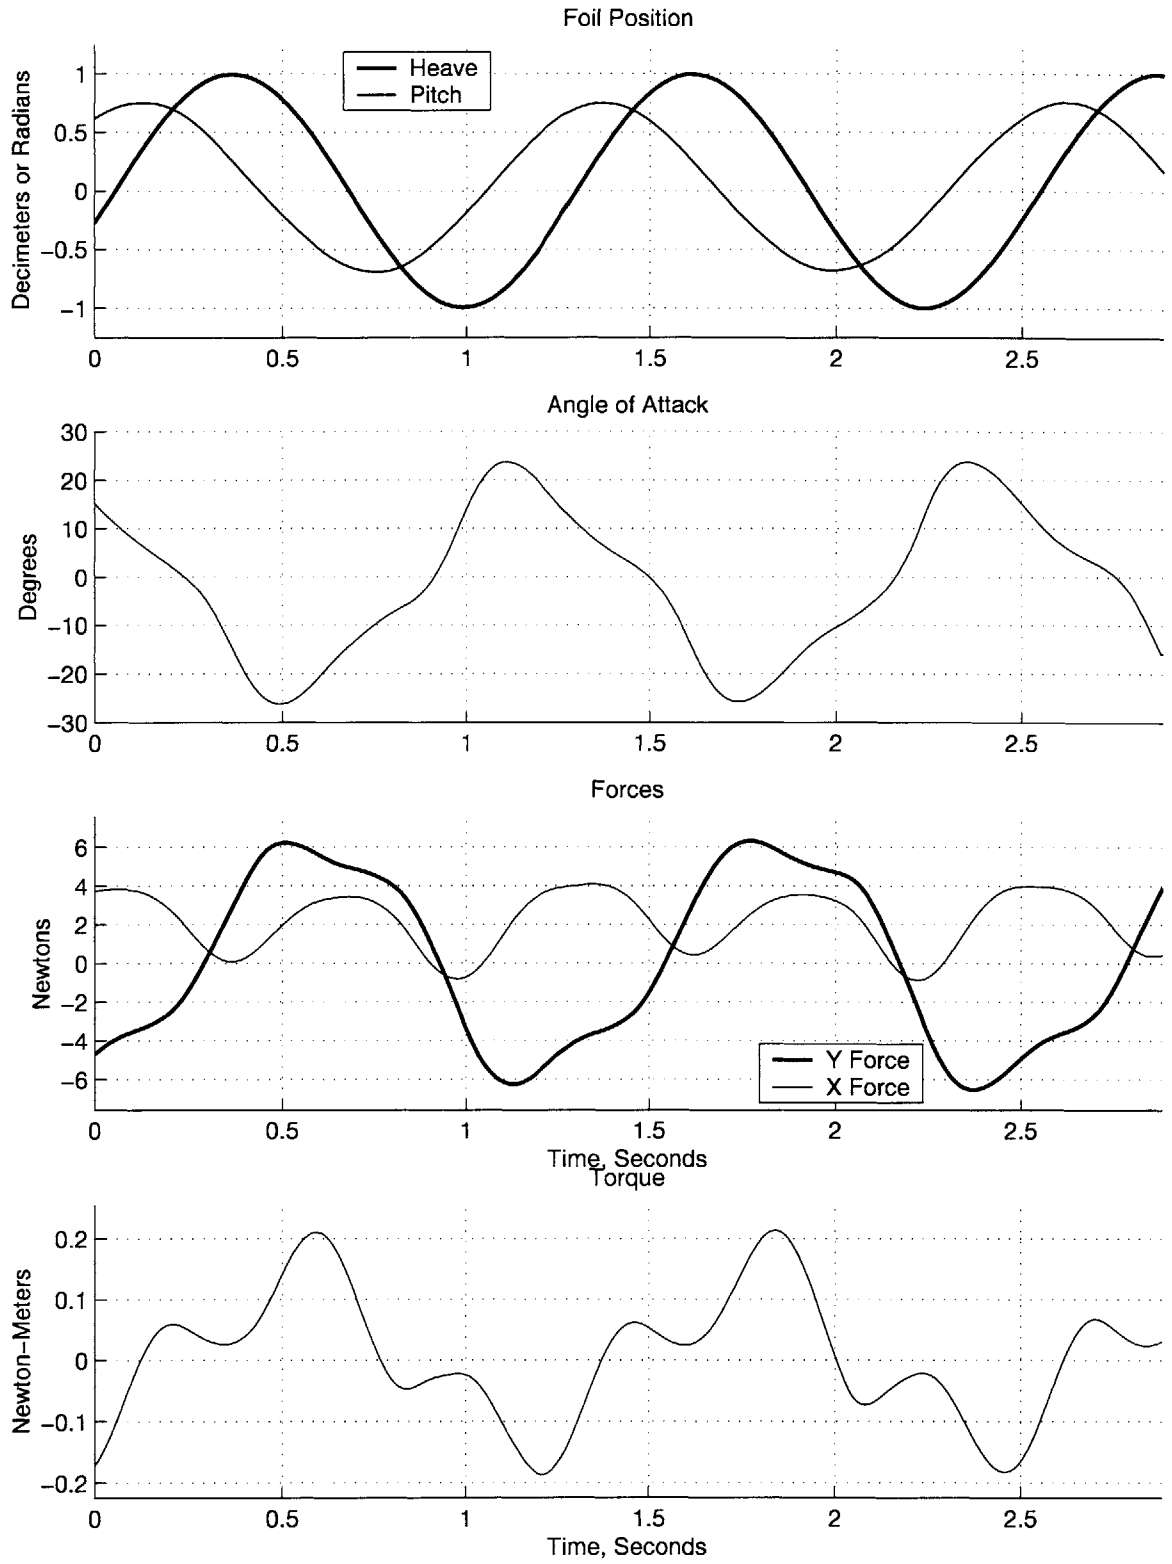 Foil Position
Decimeters or Radians
1
0.5
0
−0.5
−1
Heave
Pitch
0 0.5 1 1.5 2 2.5
Angle of Attack
Degrees
30
20
10
0
−10
−20
−30
0 0.5 1 1.5 2 2.5
Forces
Newtons
6
4
2
0
−2
−4
−6
Y Force
X Force
0 0.5 1 1.5 2 2.5
Time, Seconds
Torque
Newton−Meters
0.2
0.1
0
−0.1
−0.2
0 0.5 1 1.5 2 2.5
Time, Seconds